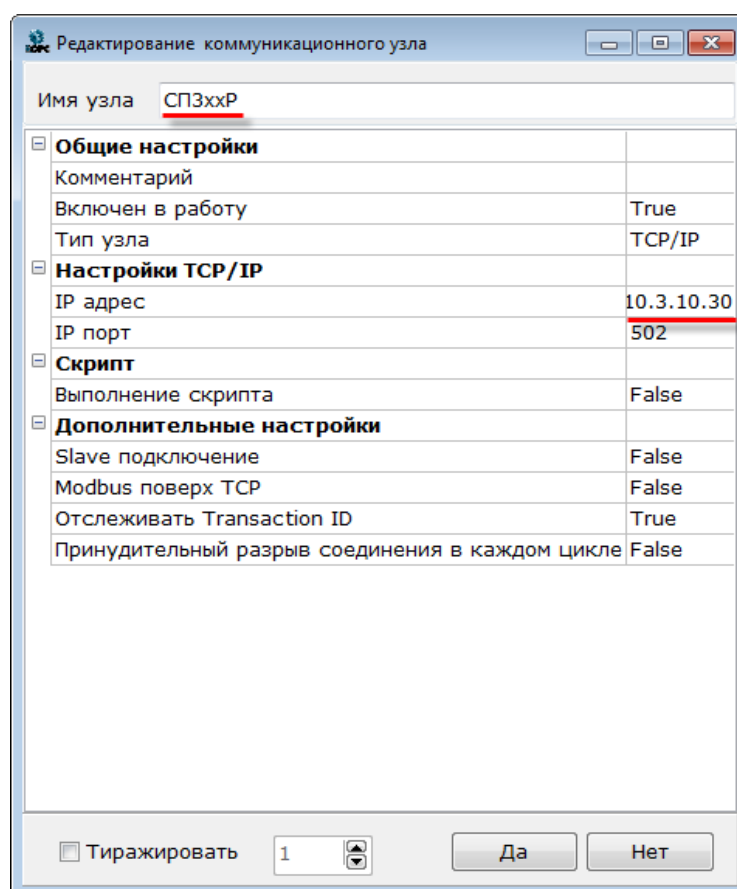 Редактирование коммуникационного узла
Имя узла СП3xxР
Общие настройки
Комментарий
Включен в работу True
Тип узла TCP/IP
Настройки TCP/IP
IP адрес 10.3.10.30
IP порт 502
Скрипт
Выполнение скрипта False
Дополнительные настройки
Slave подключение False
Modbus поверх TCP False
Отслеживать Transaction ID True
Принудительный разрыв соединения в каждом цикле False
Тиражировать 1 Да Нет